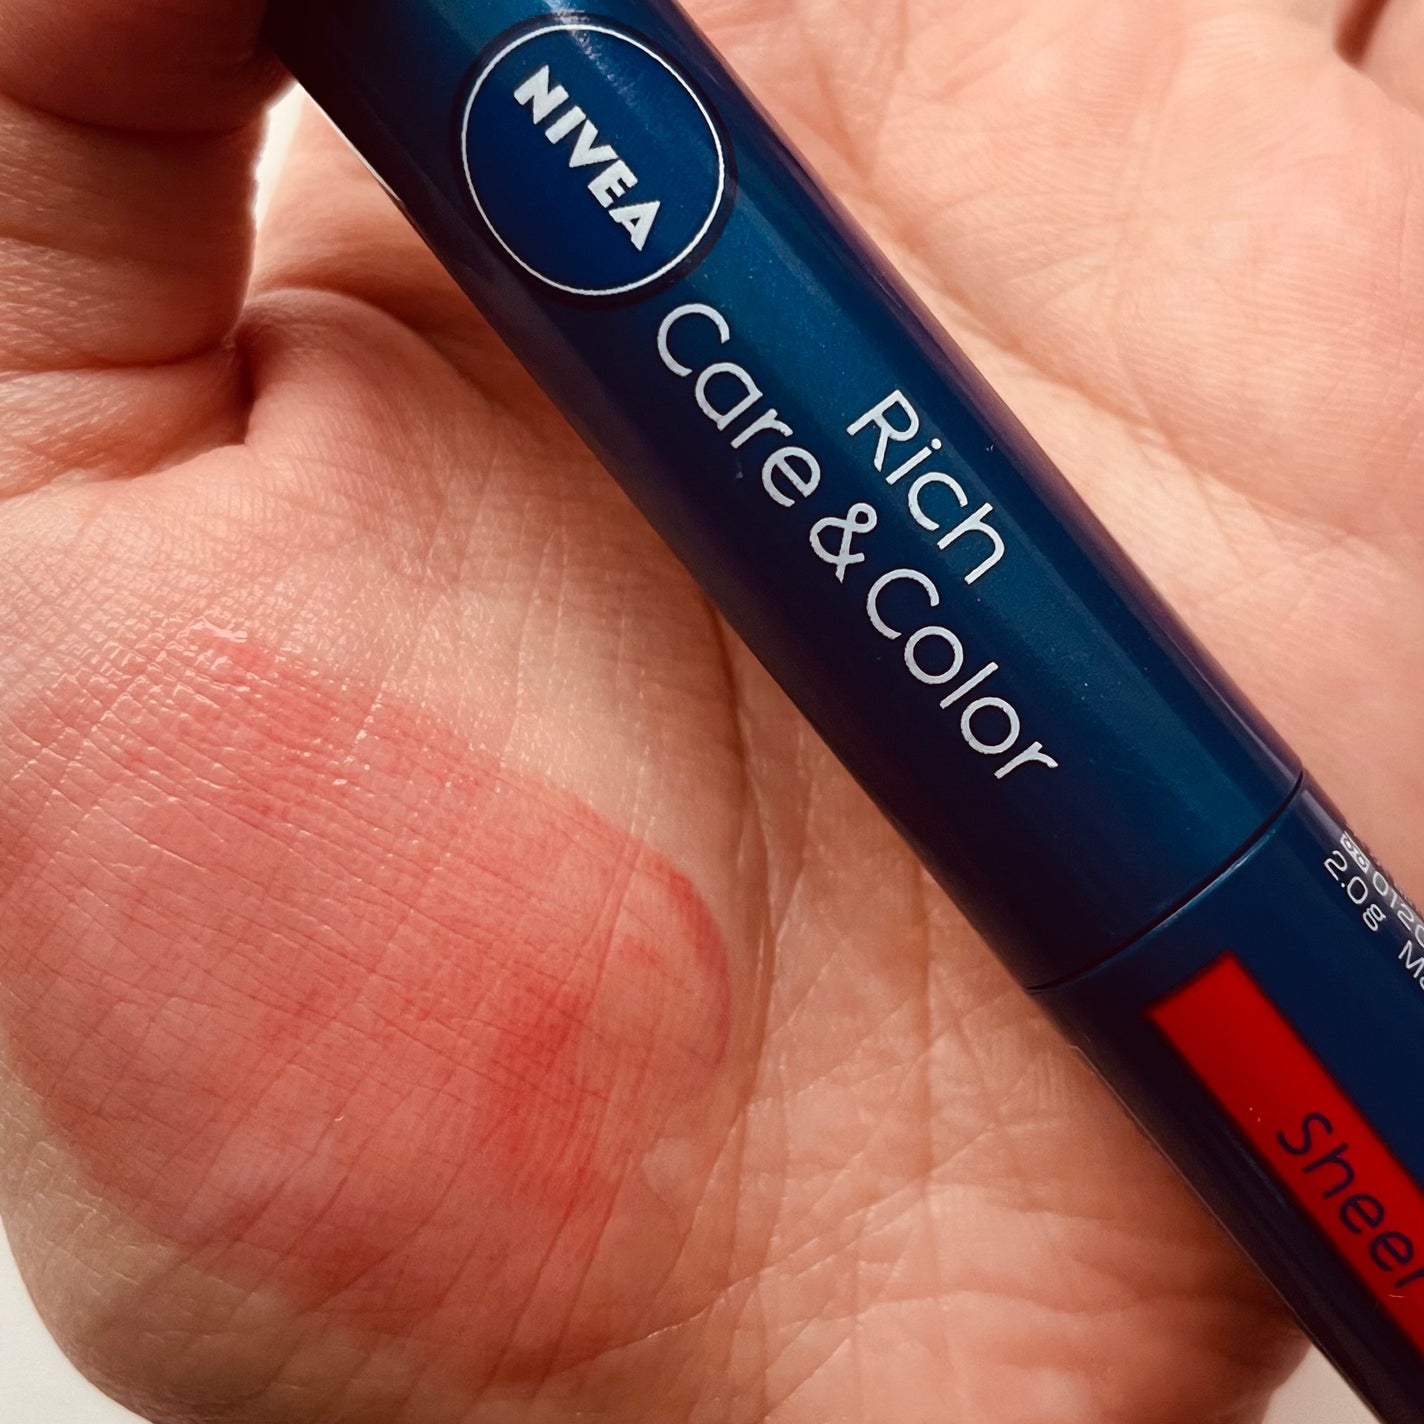 NIVEA
Rich
Care & Color
2.0g
Sheer